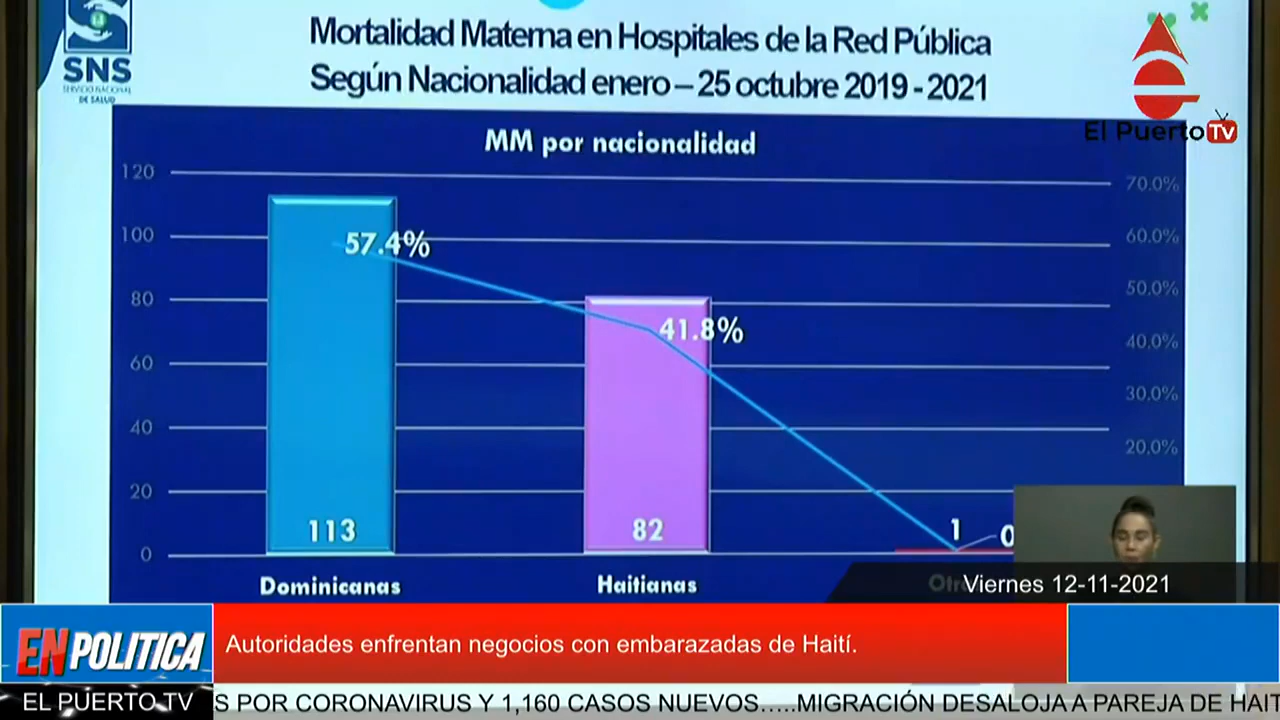 SNS
SERVICIO NACIONAL
DE SALUD
Mortalidad Materna en Hospitales de la Red Pública
Según Nacionalidad enero – 25 octubre 2019 - 2021
El Puerto TV
MM por nacionalidad
120
100
80
60
40
20
0
70.0%
60.0%
50.0%
40.0%
30.0%
20.0%
57.4%
41.8%
113
82
1
0
Dominicanas
Haitianas
Viernes 12-11-2021
EN POLITICA
Autoridades enfrentan negocios con embarazadas de Haití.
EL PUERTO TV
S POR CORONAVIRUS Y 1,160 CASOS NUEVOS.....MIGRACIÓN DESALOJA A PAREJA DE HAIT